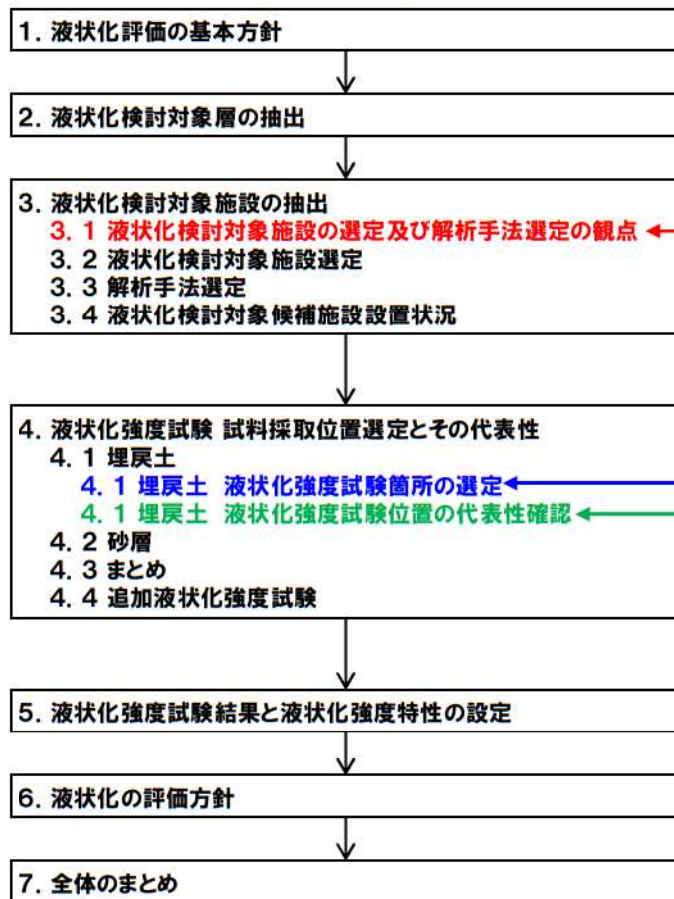 1. 液状化評価の基本方針
2. 液状化検討対象層の抽出
3. 液状化検討対象施設の抽出
3. 1 液状化検討対象施設の選定及び解析手法選定の観点
3. 2 液状化検討対象施設選定
3. 3 解析手法選定
3. 4 液状化検討対象候補施設設置状況
4. 液状化強度試験 試料採取位置選定とその代表性
4. 1 埋戻土
4. 1 埋戻土 液状化強度試験箇所の選定
4. 1 埋戻土 液状化強度試験位置の代表性確認
4. 2 砂層
4. 3 まとめ
4. 4 追加液状化強度試験
5. 液状化強度試験結果と液状化強度特性の設定
6. 液状化の評価方針
7. 全体のまとめ